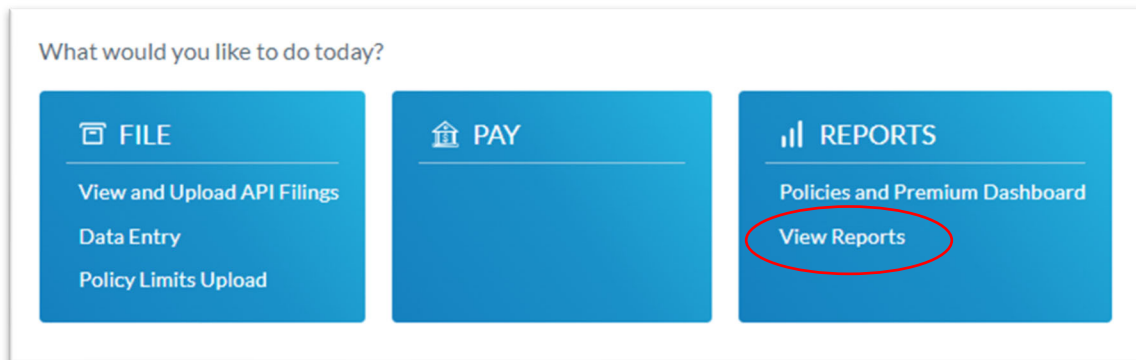 What would you like to do today?
FILE
View and Upload API Filings
Data Entry
Policy Limits Upload
PAY
REPORTS
Policies and Premium Dashboard
View Reports